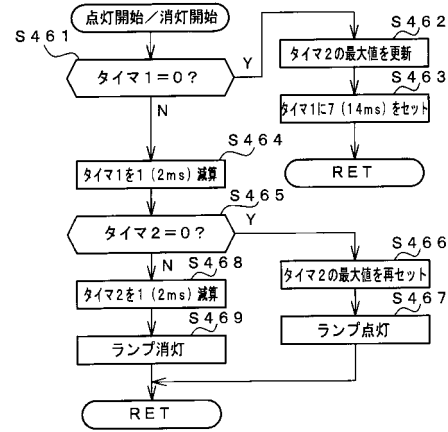 点灯開始/消灯開始
S461
タイマ1=0?
Y
N
S462
タイマ2の最大値を更新
S463
タイマ1に7(14ms)をセット
RET
S464
タイマ1を1(2ms)減算
S465
タイマ2=0?
Y
N
S466
タイマ2の最大値を再セット
S467
ランプ点灯
S468
タイマ2を1(2ms)減算
S469
ランプ消灯
RET